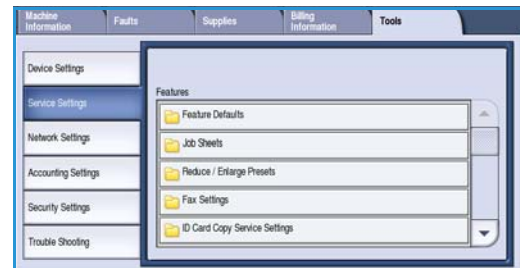 Machine
Information
Faults
Supplies
Billing
Information
Tools
Device Settings
Service Settings
Network Settings
Accounting Settings
Security Settings
Trouble Shooting
Features
Feature Defaults
Job Sheets
Reduce / Enlarge Presets
Fax Settings
ID Card Copy Service Settings